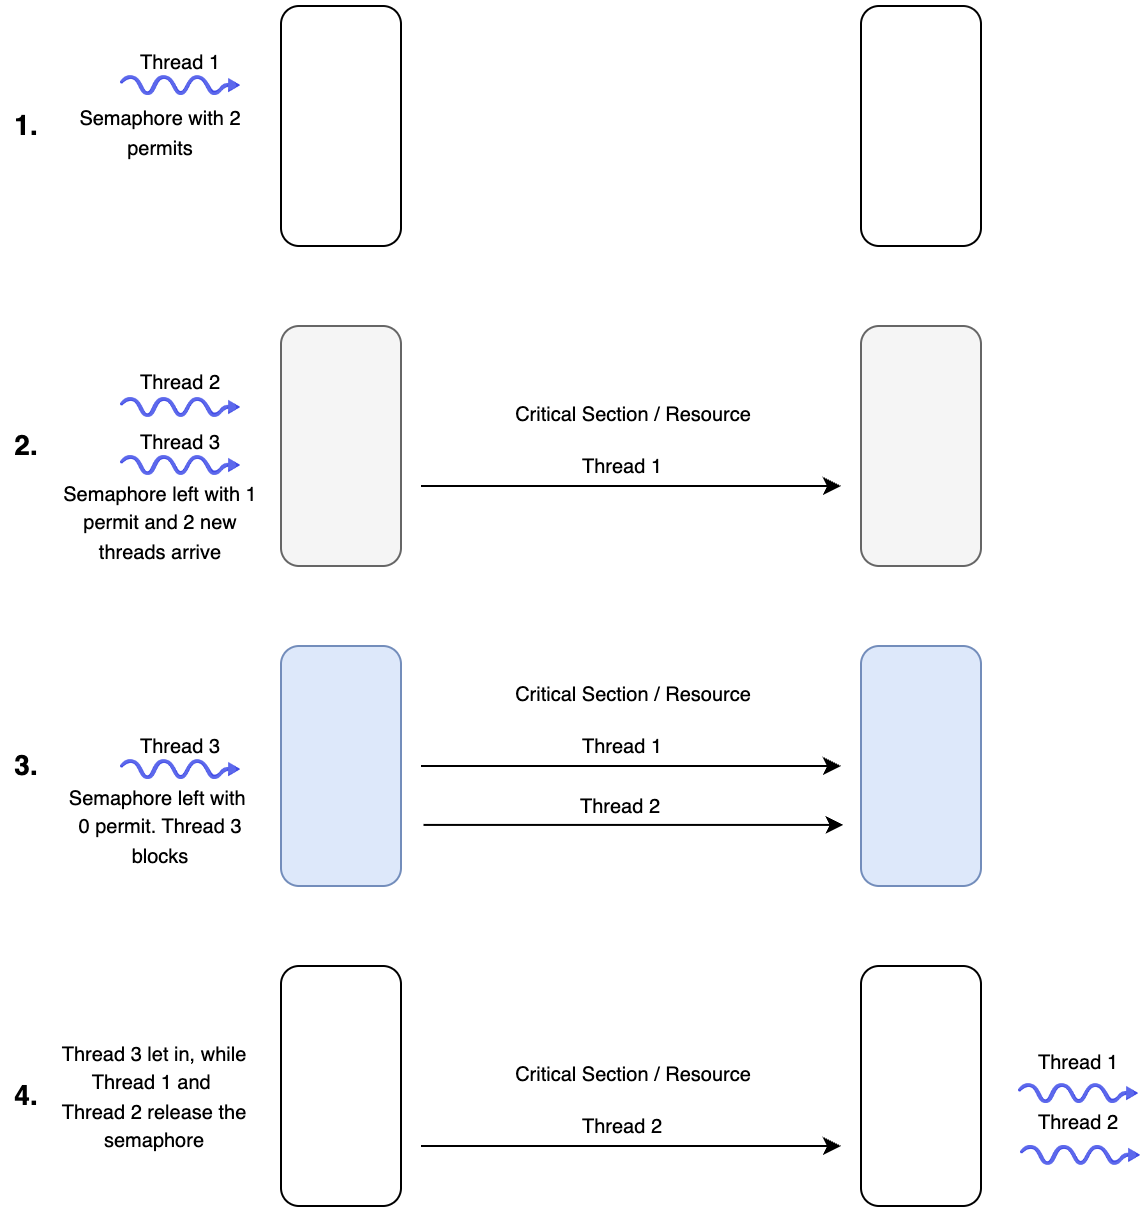 Thread 1
1.
Semaphore with 2
permits
Thread 2
2.
Thread 3
Semaphore left with 1
permit and 2 new
threads arrive
Critical Section / Resource
Thread 1
3.
Thread 3
Semaphore left with
0 permit. Thread 3
blocks
Critical Section / Resource
Thread 1
Thread 2
4.
Thread 3 let in, while
Thread 1 and
Thread 2 release the
semaphore
Critical Section / Resource
Thread 2
Thread 1
Thread 2